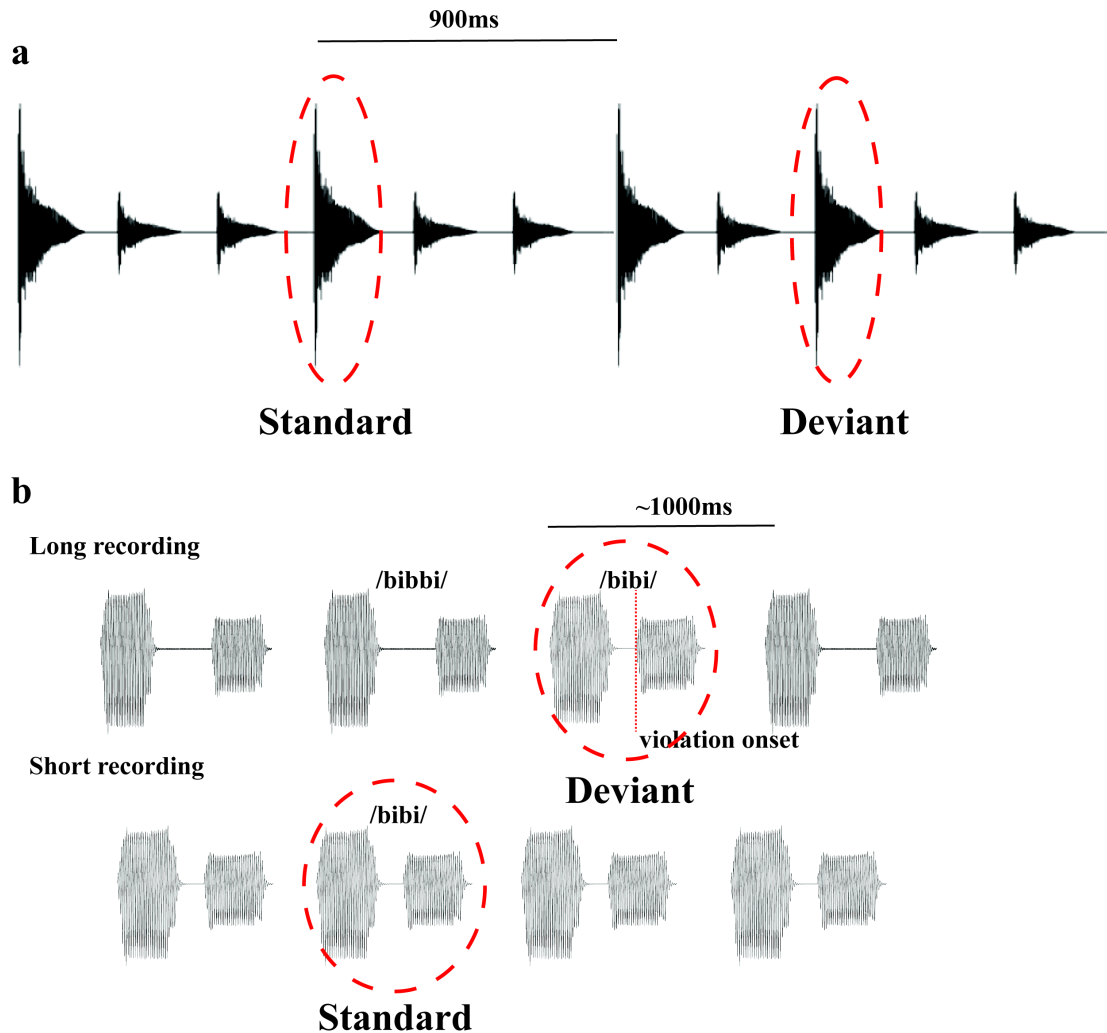 900ms
a
Standard
Deviant
b
~1000ms
Long recording
/bibbi/
/bibi/
violation onset
Short recording
Deviant
/bibi/
Standard